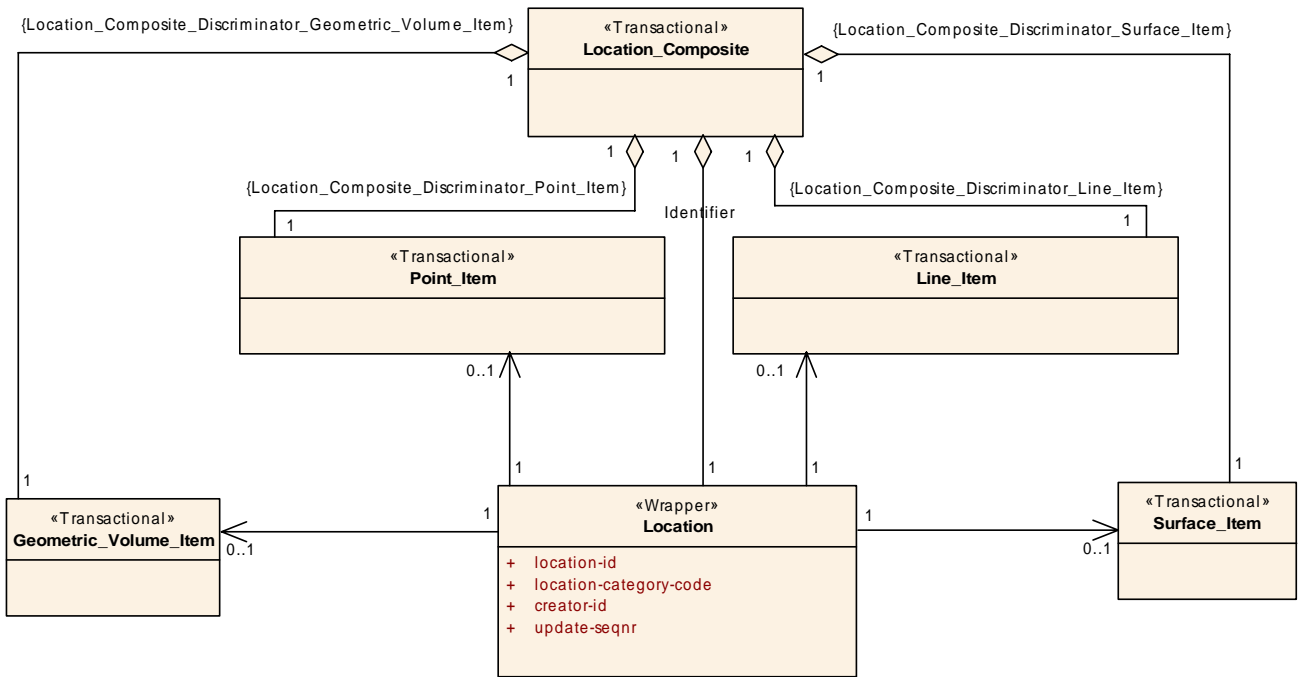 {Location_Composite_Discriminator_Geometric_Volume_Item}
«Transactional»
Location_Composite
{Location_Composite_Discriminator_Surface_Item}
1
1
1
1
1
{Location_Composite_Discriminator_Point_Item}
{Location_Composite_Discriminator_Line_Item}
Identifier
1
1
«Transactional»
Point_Item
«Transactional»
Line_Item
0..1
0..1
1
1
1
1
1
«Transactional»
Geometric_Volume_Item
1
«Wrapper»
Location
1
«Transactional»
Surface_Item
0..1
0..1
+ location-id
+ location-category-code
+ creator-id
+ update-seqnr